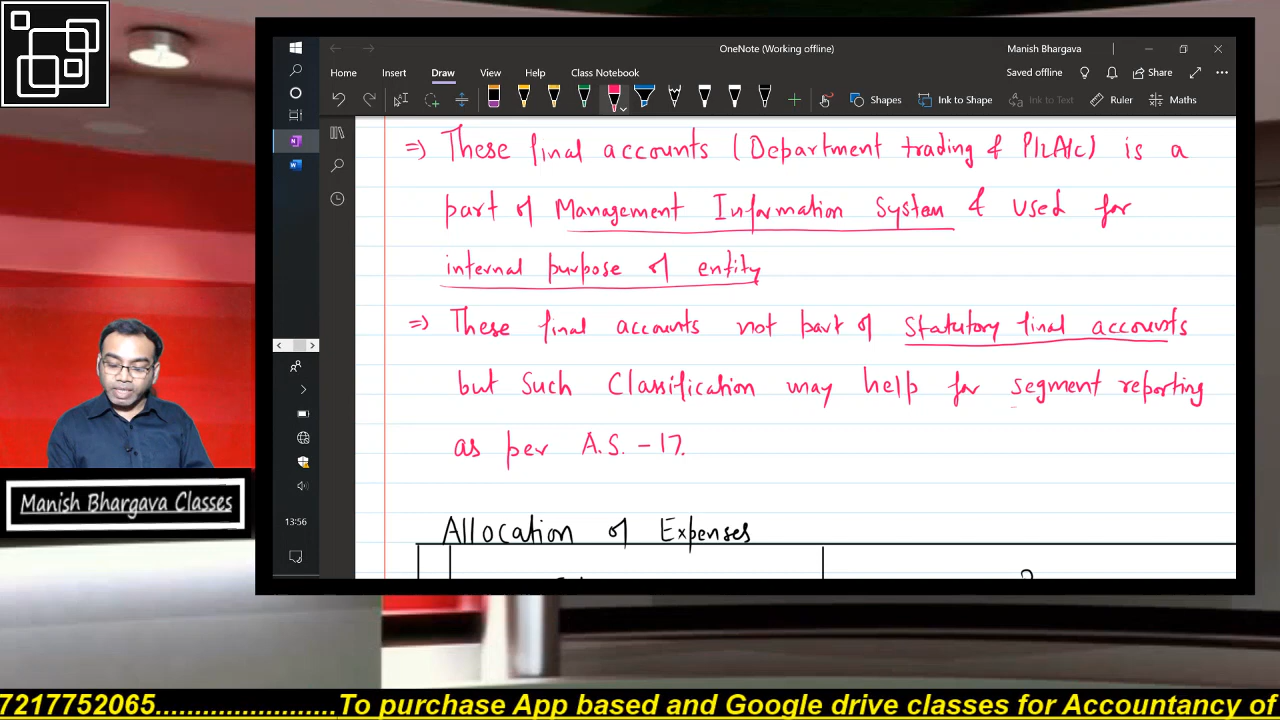 OneNote (Working offline)
Manish Bhargava
Home Insert Draw View Help Class Notebook
Saved offline
Share
Shapes
Ink to Shape
Ink to Text
Ruler
Maths
⇒ These final accounts (Department trading & P/L A/c) is a
part of Management Information System & used for
internal purpose of entity
⇒ These final accounts not part of Statutory final accounts
but Such Classification may help for segment reporting
as per A.S. - 17.
Allocation of Expenses
Manish Bhargava Classes
13:56
7217752065.......................To purchase App based and Google drive classes for Accountancy of